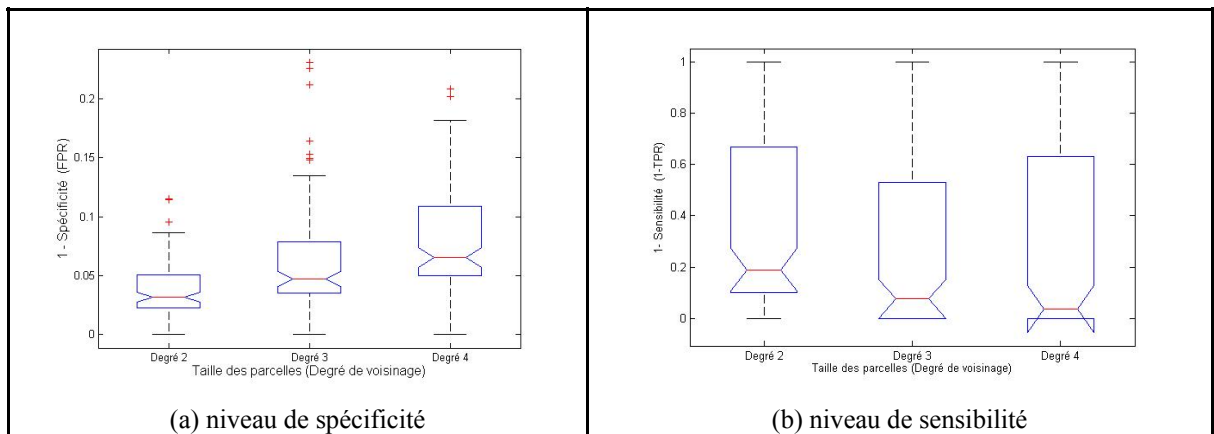 0.2
0.15
0.1
0.05
0
1 - Spécificité (FPR)
Degré 2 Degré 3 Degré 4
Taille des parcelles (Degré de voisinage)
(a) niveau de spécificité
1
0.8
0.6
0.4
0.2
0
1- Sensibilité (1-TPR)
Degré 2 Degré 3 Degré 4
Taille des parcelles (Degré de voisinage)
(b) niveau de sensibilité